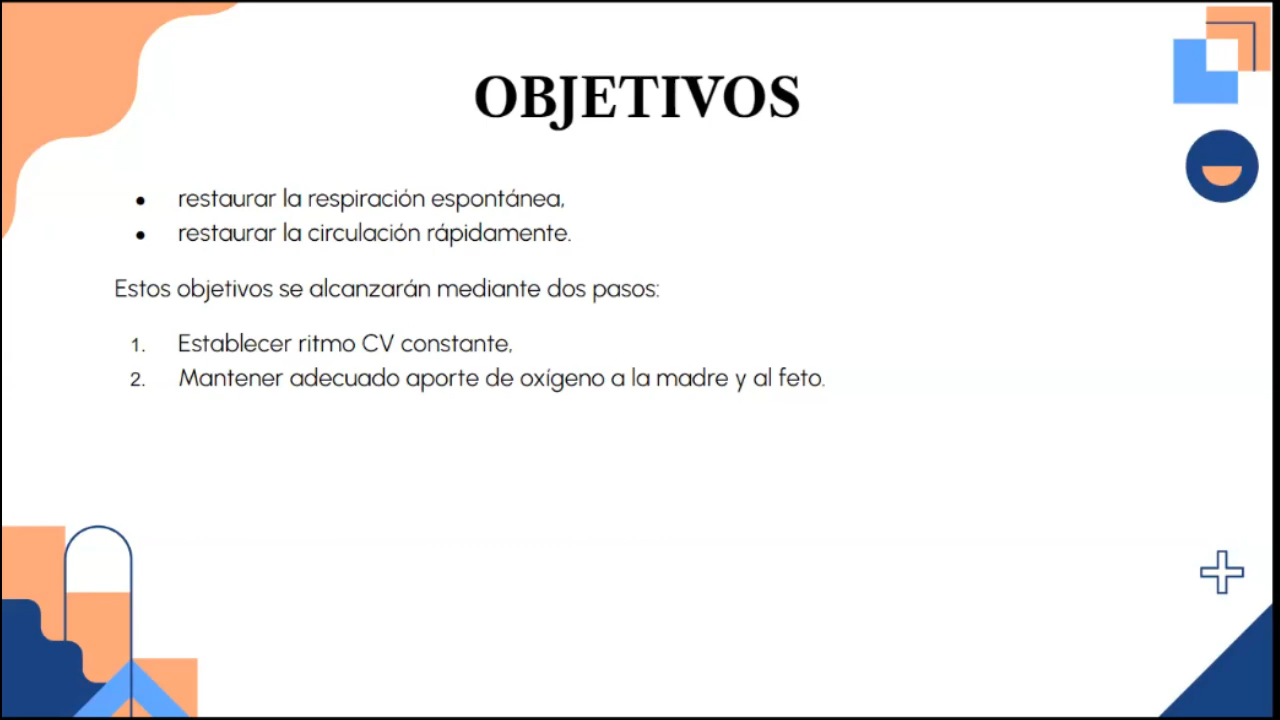 OBJETIVOS
● restaurar la respiración espontánea,
● restaurar la circulación rápidamente.
Estos objetivos se alcanzarán mediante dos pasos:
1. Establecer ritmo CV constante,
2. Mantener adecuado aporte de oxígeno a la madre y al feto.